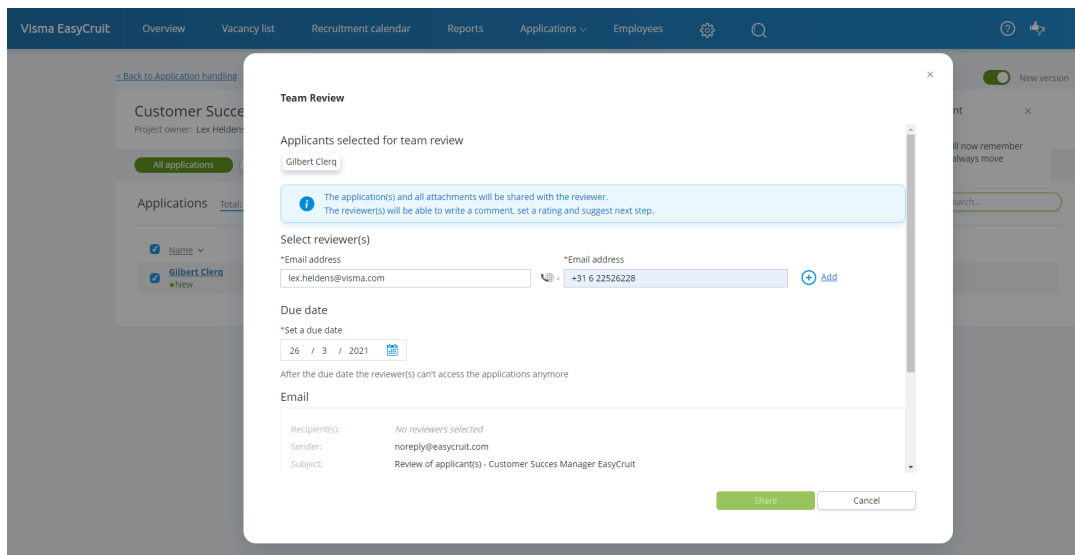 Visma EasyCruit Overview Vacancy list Recruitment calendar Reports Applications Employees
< Back to Application handling
New version
Customer Succe
Project owner: Lex Heldens
nt
ill now remember
always move
All applications
Applications Total:
earch...
Name
Gilbert Clerq
New
Team Review
Applicants selected for team review
Gilbert Clerq
The application(s) and all attachments will be shared with the reviewer.
The reviewer(s) will be able to write a comment, set a rating and suggest next step.
Select reviewer(s)
*Email address *Email address
lex.heldens@visma.com +31 6 22526228 Add
Due date
*Set a due date
26 / 3 / 2021
After the due date the reviewer(s) can't access the applications anymore
Email
Recipient(s): No reviewers selected
Sender: noreply@easycruit.com
Subject: Review of applicant(s) - Customer Succes Manager EasyCruit
Share Cancel